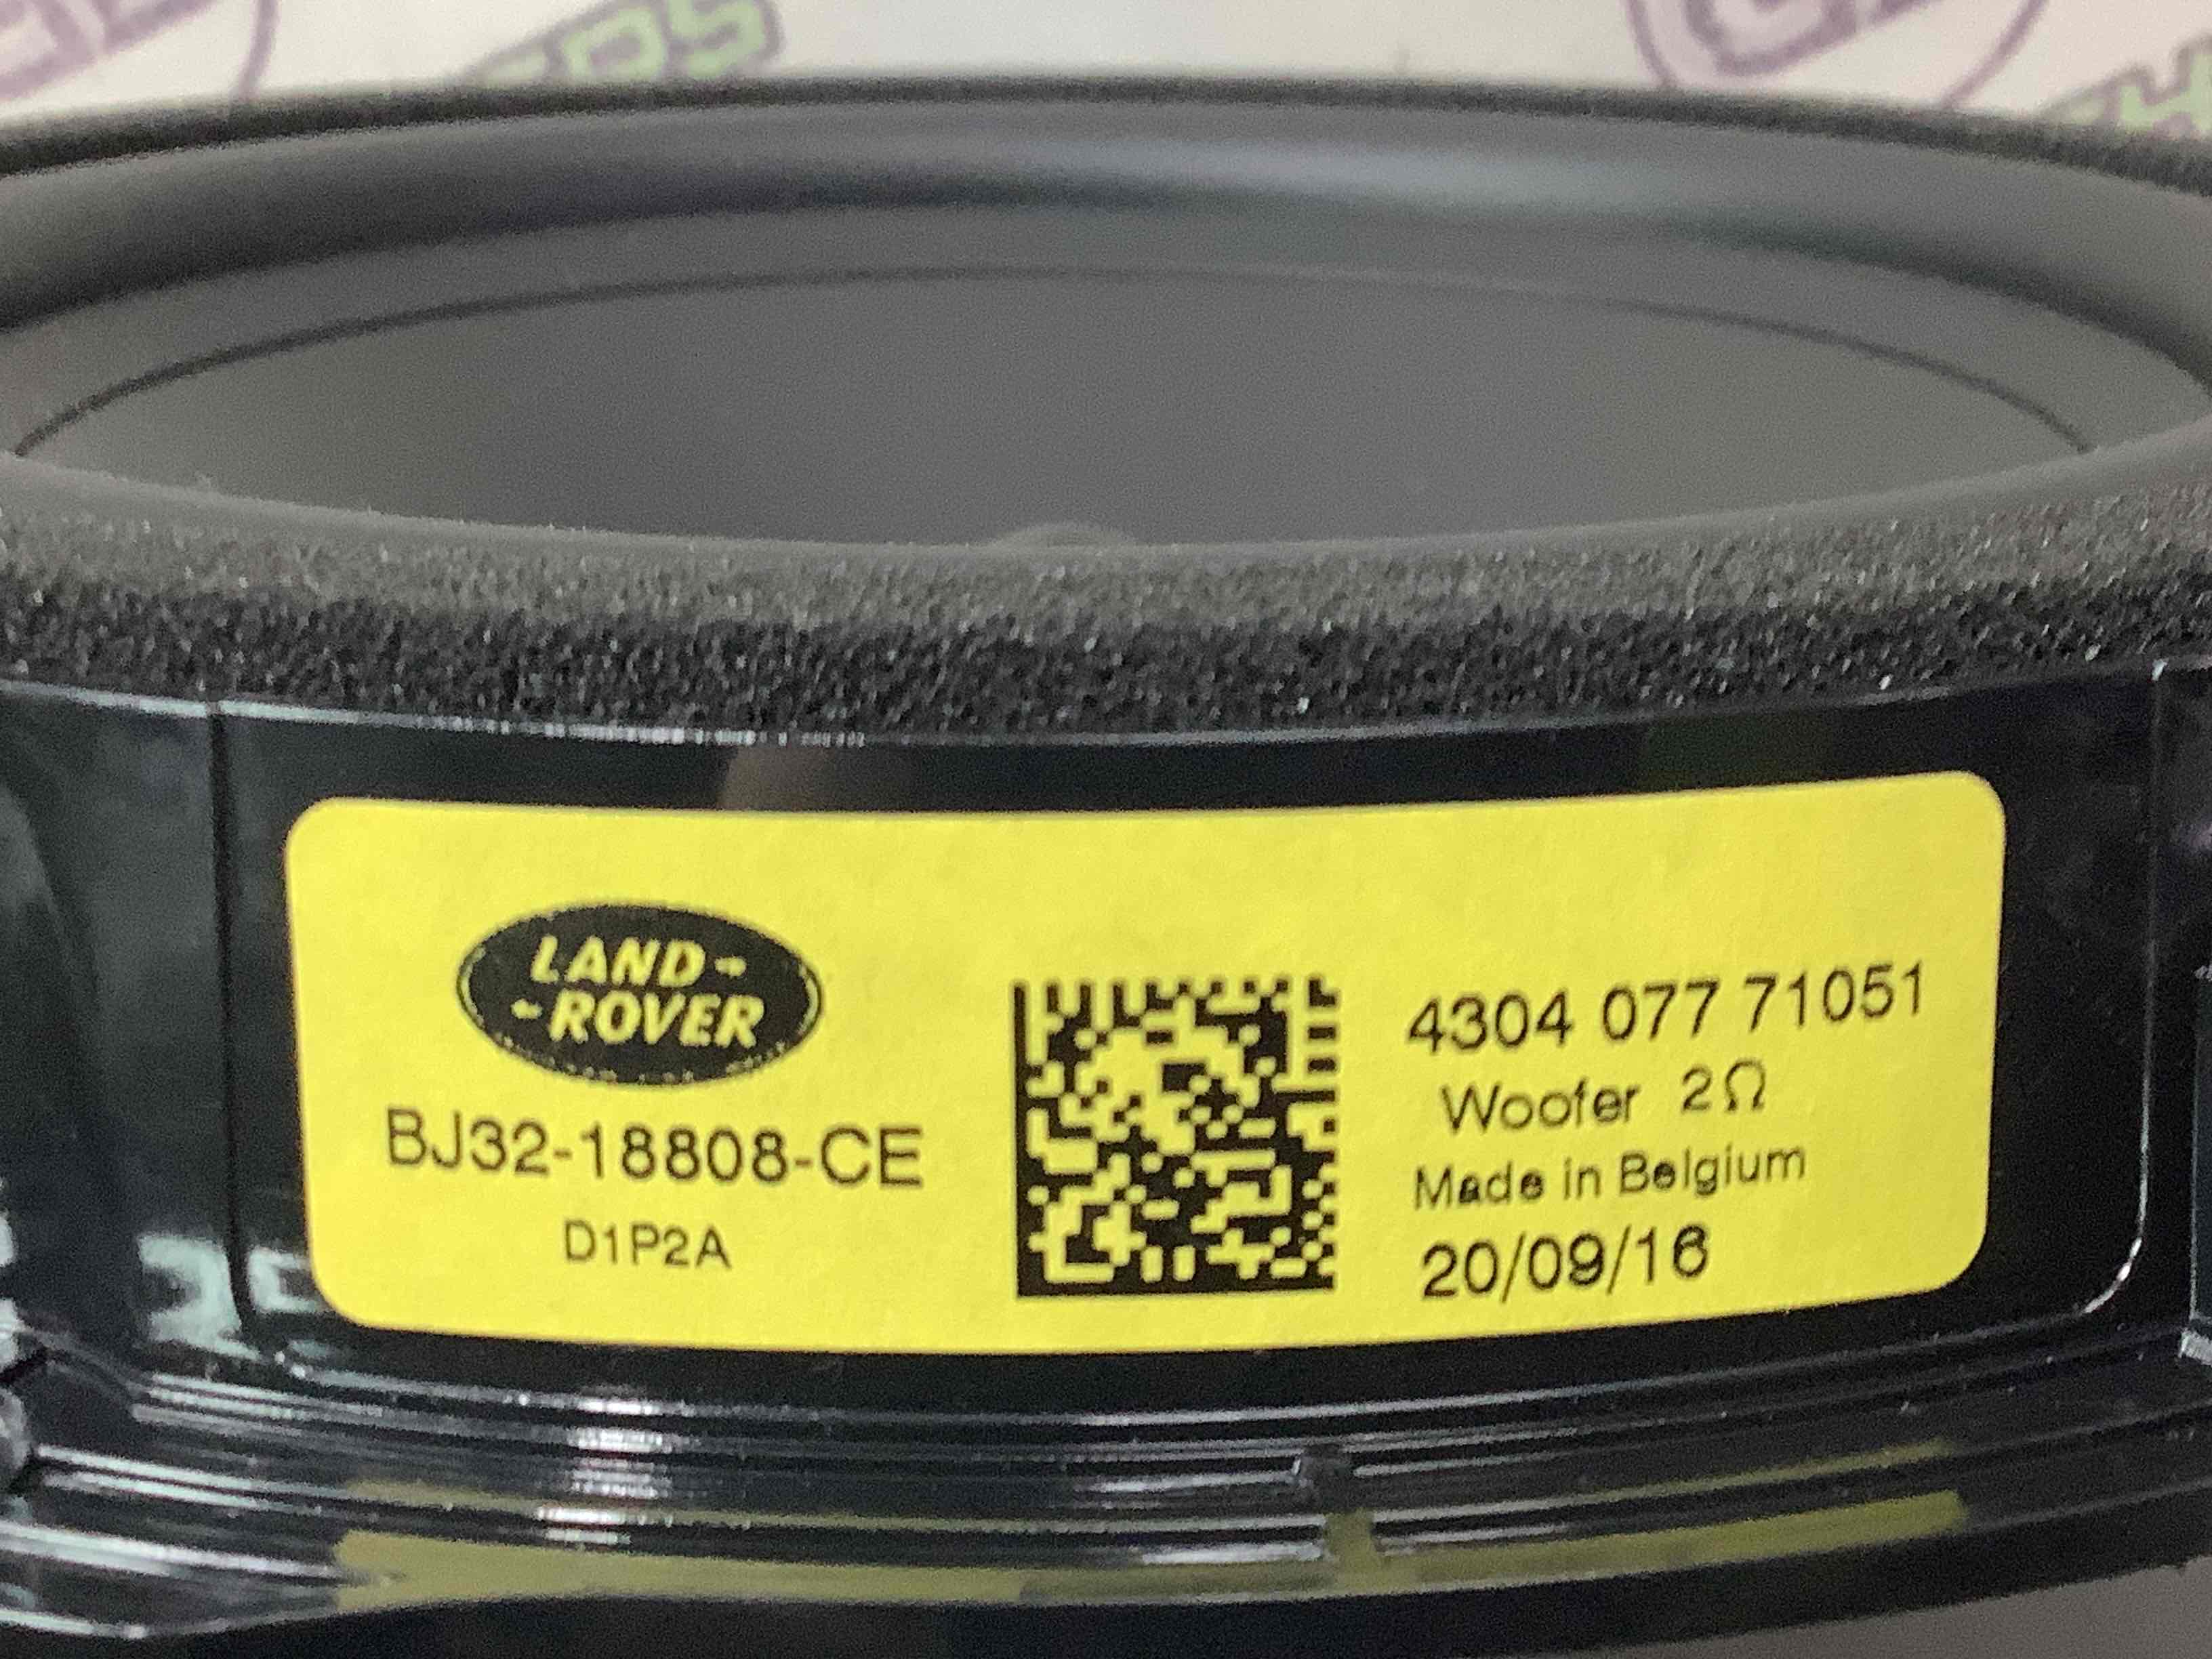 LAND-
-ROVER
BJ32-18808-CE
D1P2A
4304 077 71051
Woofer 2Ω
Made in Belgium
20/09/16